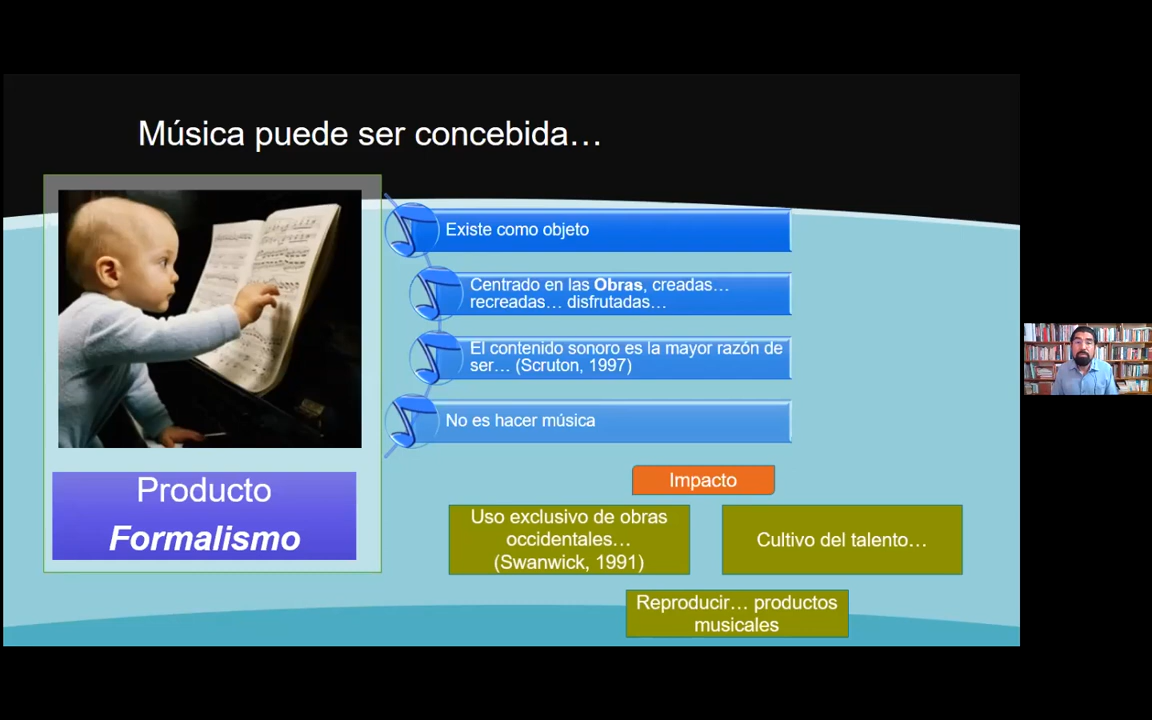 Música puede ser concebida…
Existe como objeto
Centrado en las Obras, creadas…
recreadas… disfrutadas…
El contenido sonoro es la mayor razón de
ser… (Scruton, 1997)
No es hacer música
Producto
Formalismo
Impacto
Uso exclusivo de obras
occidentales…
(Swanwick, 1991)
Cultivo del talento…
Reproducir… productos
musicales